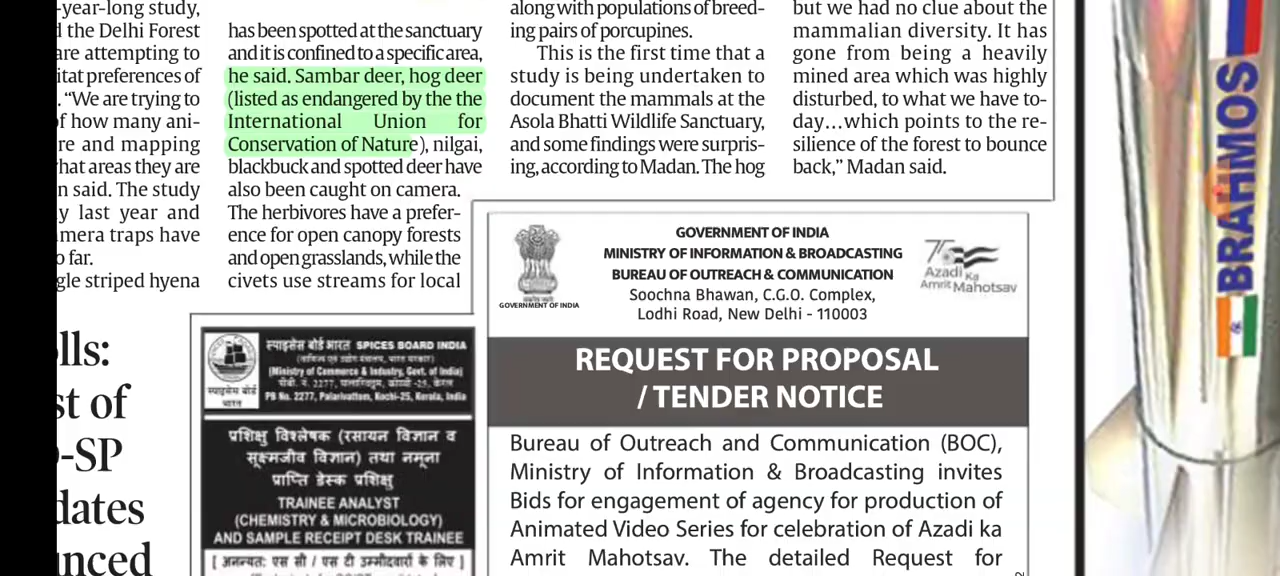 -year-long study,
the Delhi Forest
are attempting to
itat preferences of
. “We are trying to
of how many ani-
re and mapping
hat areas they are
n said. The study
y last year and
mera traps have
o far.
gle striped hyena
has been spotted at the sanctuary
and it is confined to a specific area,
he said. Sambar deer, hog deer
(listed as endangered by the the
International Union for
Conservation of Nature), nilgai,
blackbuck and spotted deer have
also been caught on camera.
The herbivores have a prefer-
ence for open canopy forests
and open grasslands, while the
civets use streams for local
along with populations of breed-
ing pairs of porcupines.
This is the first time that a
study is being undertaken to
document the mammals at the
Asola Bhatti Wildlife Sanctuary,
and some findings were surpris-
ing, according to Madan. The hog
but we had no clue about the
mammalian diversity. It has
gone from being a heavily
mined area which was highly
disturbed, to what we have to-
day...which points to the re-
silience of the forest to bounce
back,” Madan said.
lls:
st of
-SP
dates
nced
स्पाइसेस बोर्ड भारत SPICES BOARD INDIA
(Ministry of Commerce & Industry, Govt. of India)
PB No. 2277, Palarivattom, Kochi-25, Kerala, India
स्पाइसेस बोर्ड
भारत
प्रशिक्षु विश्लेषक (रसायन विज्ञान व
सूक्ष्मजीव विज्ञान) तथा नमूना
प्राप्ति डेस्क प्रशिक्षु
TRAINEE ANALYST
(CHEMISTRY & MICROBIOLOGY)
AND SAMPLE RECEIPT DESK TRAINEE
[ अनन्यतः एस सी / एस टी उम्मीदवारों के लिए ]
GOVERNMENT OF INDIA
GOVERNMENT OF INDIA
MINISTRY OF INFORMATION & BROADCASTING
BUREAU OF OUTREACH & COMMUNICATION
Soochna Bhawan, C.G.O. Complex,
Lodhi Road, New Delhi - 110003
75
Azadi Ka
Amrit Mahotsav
REQUEST FOR PROPOSAL
/ TENDER NOTICE
Bureau of Outreach and Communication (BOC),
Ministry of Information & Broadcasting invites
Bids for engagement of agency for production of
Animated Video Series for celebration of Azadi ka
Amrit Mahotsav. The detailed Request for
BRAHMOS